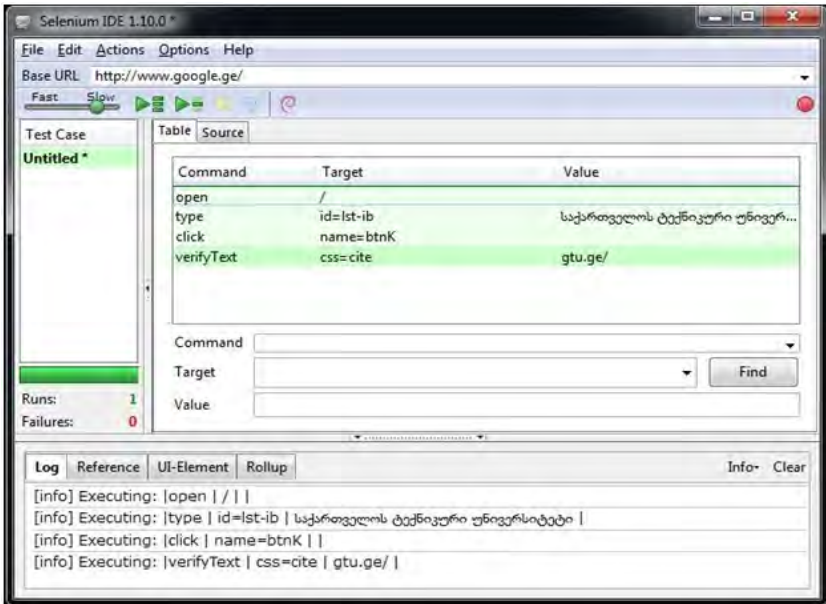 Selenium IDE 1.10.0 *
File Edit Actions Options Help
Base URL http://www.google.ge/
Fast Slow
Test Case
Untitled *
Table Source
Command Target Value
open /
type id=lst-ib საქართველოს ტექნიკური უნივერ...
click name=btnK
verifyText css=cite gtu.ge/
Command
Target Find
Value
Runs: 1
Failures: 0
Log Reference UI-Element Rollup Info Clear
[info] Executing: |open | / | |
[info] Executing: |type | id=lst-ib | საქართველოს ტექნიკური უნივერსიტეტი |
[info] Executing: |click | name=btnK | |
[info] Executing: |verifyText | css=cite | gtu.ge/ |